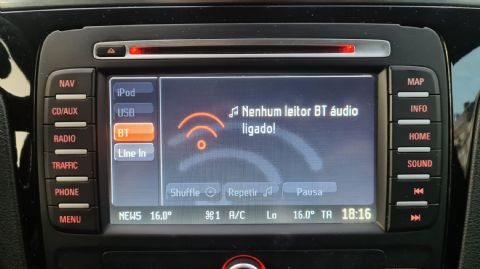 NAV
CD/AUX
RADIO
TRAFFIC
PHONE
MENU
iPod
USB
BT
Line In
Nenhum leitor BT áudio
ligado!
Shuffle
Repetir
Pausa
NEWS 16.0° 1 A/C Lo 16.0° TA 18:16
MAP
INFO
HOME
SOUND